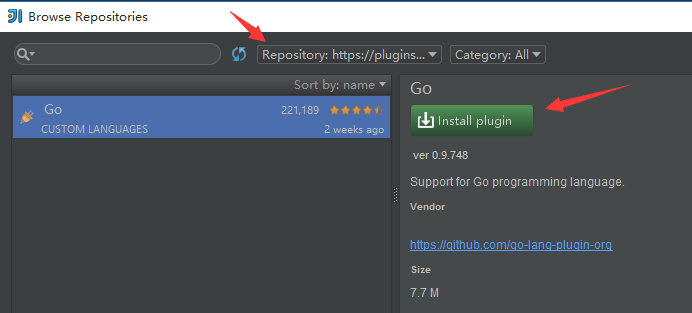 Browse Repositories
Repository: https://plugins...
Category: All
Sort by: name
Go
221,189
CUSTOM LANGUAGES
2 weeks ago
Go
Install plugin
ver 0.9.748
Support for Go programming language.
Vendor
https://github.com/go-lang-plugin-org
Size
7.7 M